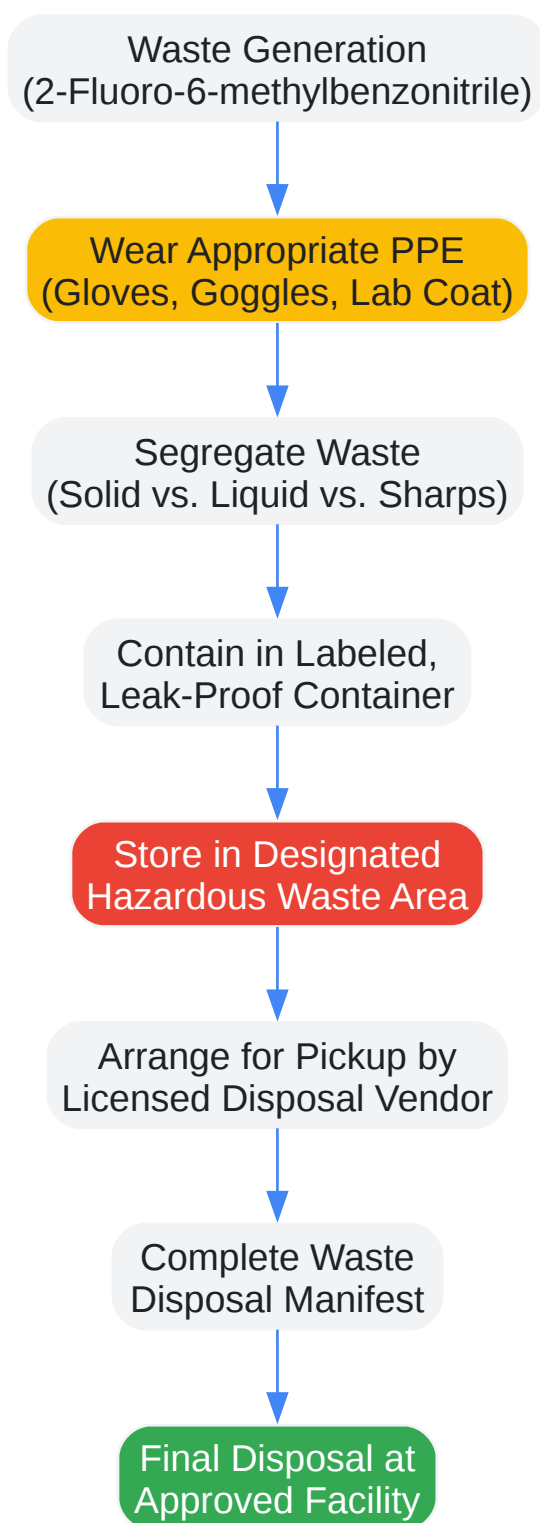 Waste Generation
(2-Fluoro-6-methylbenzonitrile)
Wear Appropriate PPE
(Gloves, Goggles, Lab Coat)
Segregate Waste
(Solid vs. Liquid vs. Sharps)
Contain in Labeled,
Leak-Proof Container
Store in Designated
Hazardous Waste Area
Arrange for Pickup by
Licensed Disposal Vendor
Complete Waste
Disposal Manifest
Final Disposal at
Approved Facility